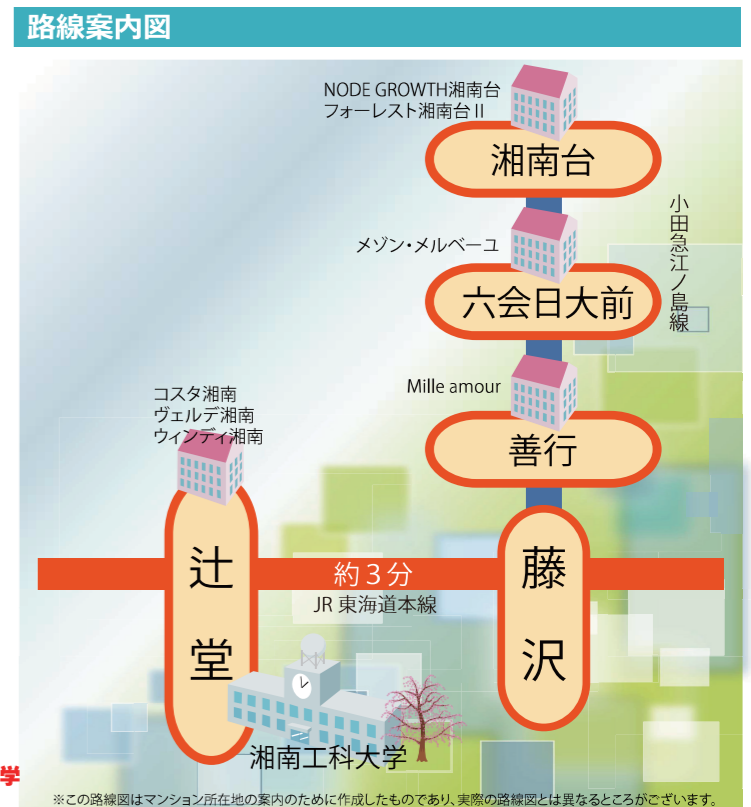 路線案内図
NODE GROWTH湘南台
フォーレスト湘南台Ⅱ
湘南台
小田急江ノ島線
メゾン・メルベーユ
六会日大前
Mille amour
善行
コスタ湘南
ヴェルデ湘南
ウィンディ湘南
辻堂
約3分
JR 東海道本線
藤沢
湘南工科大学
学
※この路線図はマンション所在地の案内のために作成したものであり、実際の路線図とは異なるところがございます。